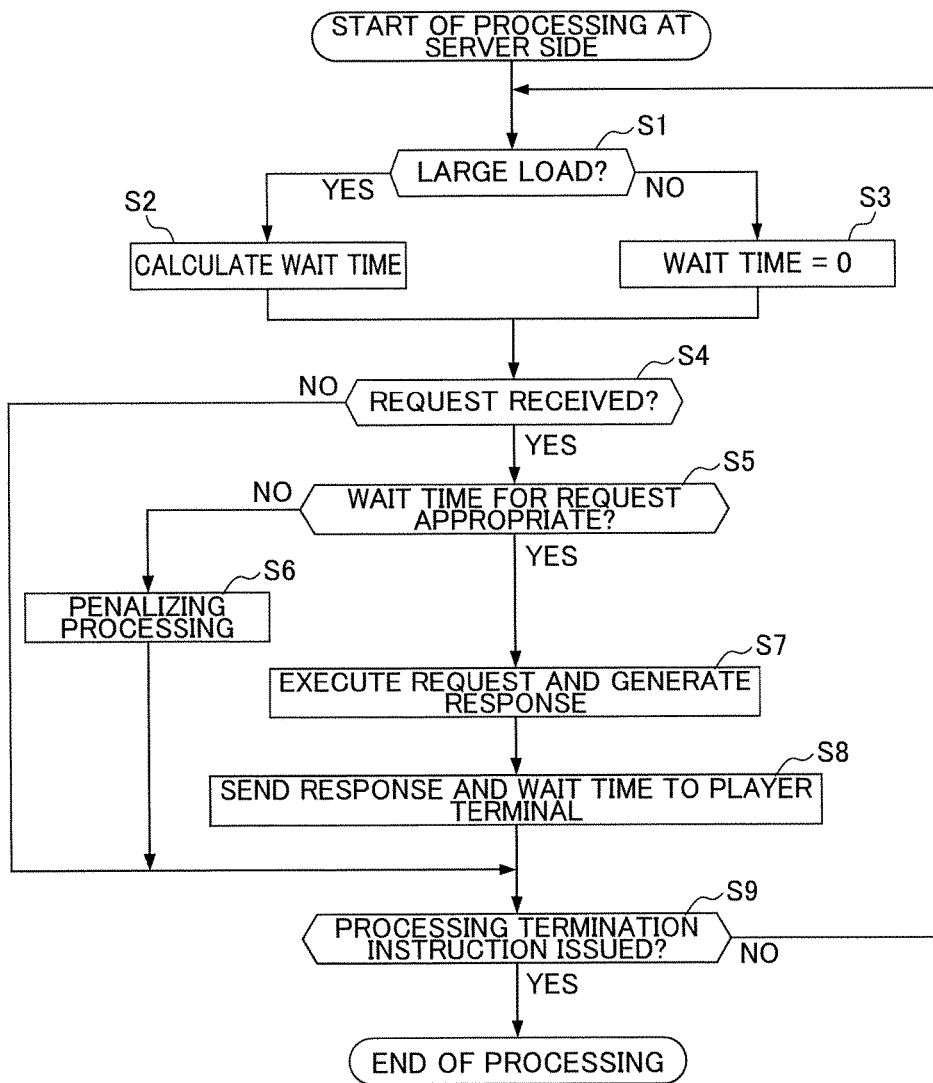 START OF PROCESSING AT
SERVER SIDE
S1
LARGE LOAD?
YES
NO
S2
S3
CALCULATE WAIT TIME
WAIT TIME = 0
S4
NO
REQUEST RECEIVED?
YES
S5
NO
WAIT TIME FOR REQUEST
APPROPRIATE?
YES
S6
PENALIZING
PROCESSING
S7
EXECUTE REQUEST AND GENERATE
RESPONSE
S8
SEND RESPONSE AND WAIT TIME TO PLAYER
TERMINAL
S9
PROCESSING TERMINATION
INSTRUCTION ISSUED?
NO
YES
END OF PROCESSING